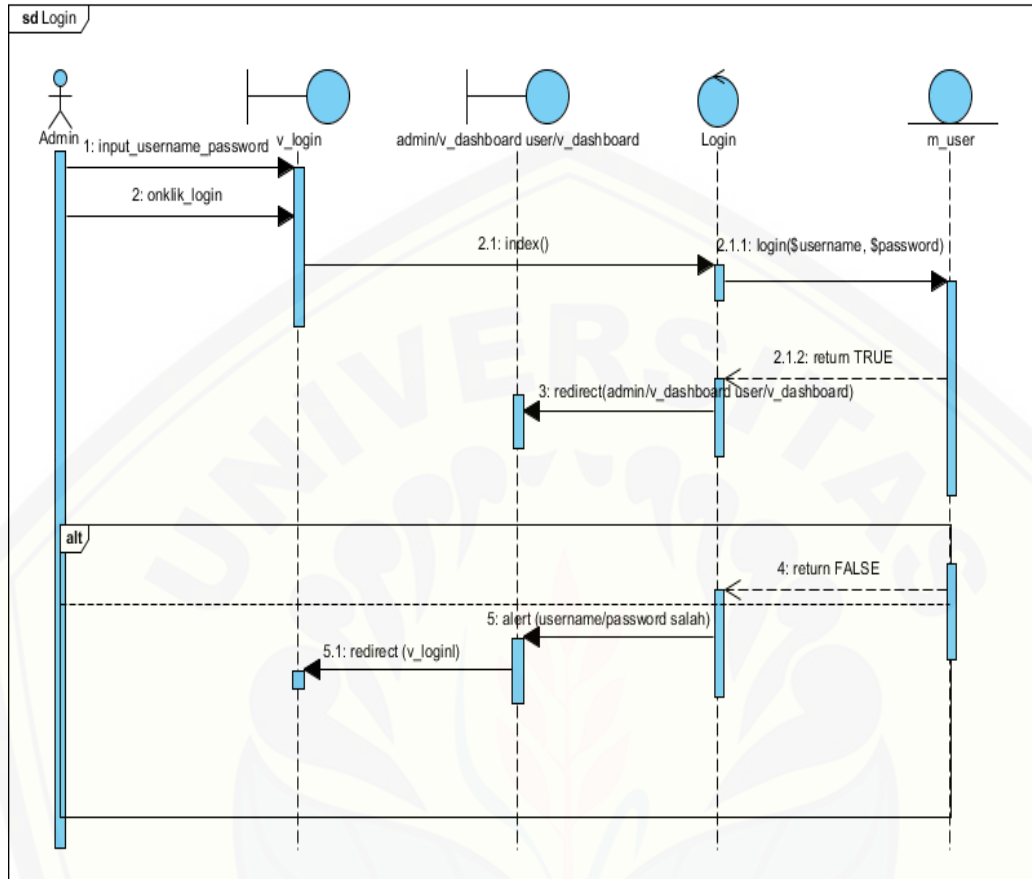 sd Login
Admin
v_login
admin/v_dashboard user/v_dashboard
Login
m_user
1: input_username_password
2: onklik_login
2.1: index()
2.1.1: login($username, $password)
2.1.2: return TRUE
3: redirect(admin/v_dashboard user/v_dashboard)
UNIVERSITAS
alt
4: return FALSE
5: alert (username/password salah)
5.1: redirect (v_loginl)